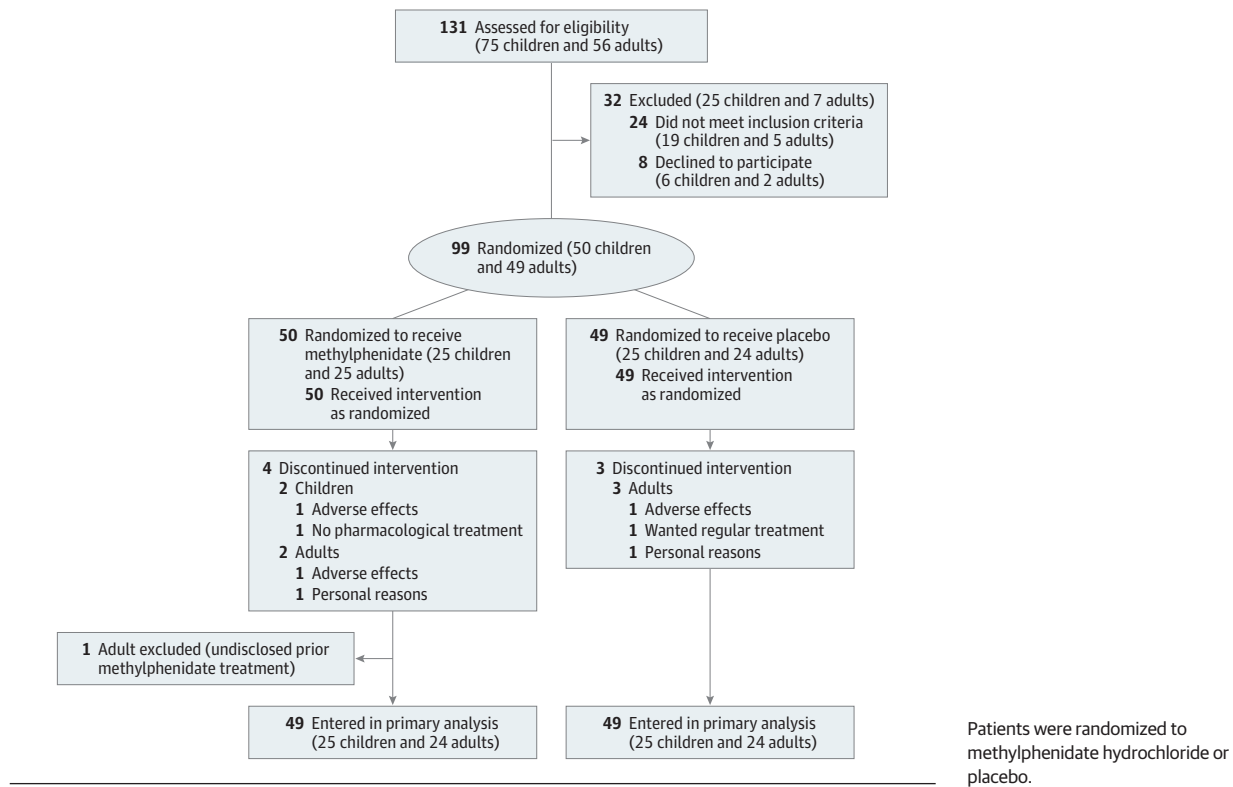 131 Assessed for eligibility
(75 children and 56 adults)
32 Excluded (25 children and 7 adults)
24 Did not meet inclusion criteria
(19 children and 5 adults)
8 Declined to participate
(6 children and 2 adults)
99 Randomized (50 children
and 49 adults)
50 Randomized to receive
methylphenidate (25 children
and 25 adults)
50 Received intervention
as randomized
49 Randomized to receive placebo
(25 children and 24 adults)
49 Received intervention
as randomized
4 Discontinued intervention
2 Children
1 Adverse effects
1 No pharmacological treatment
2 Adults
1 Adverse effects
1 Personal reasons
3 Discontinued intervention
3 Adults
1 Adverse effects
1 Wanted regular treatment
1 Personal reasons
1 Adult excluded (undisclosed prior
methylphenidate treatment)
49 Entered in primary analysis
(25 children and 24 adults)
49 Entered in primary analysis
(25 children and 24 adults)
Patients were randomized to
methylphenidate hydrochloride or
placebo.